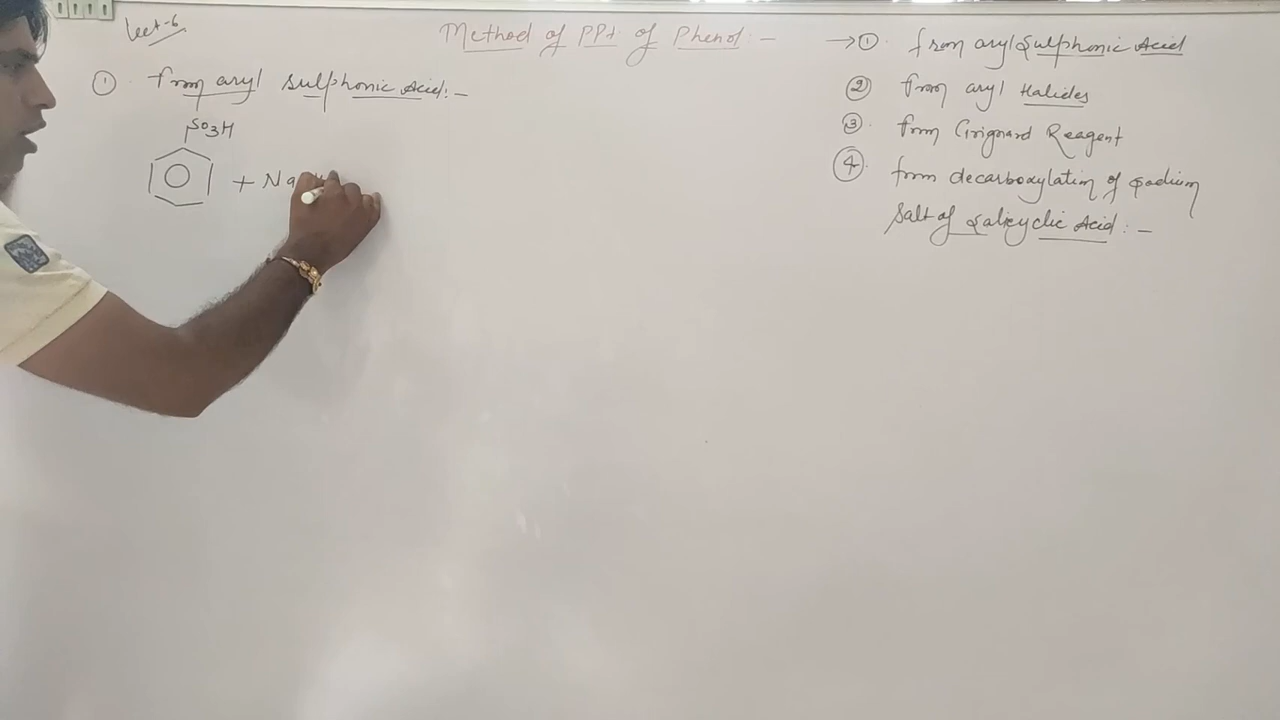 Lect-6
Method of PPt of Phenol:-
① from aryl sulphonic Acid:-
SO3H
+ Na
→① from aryl Sulphonic Acid
② from aryl Halides
③ from Grignard Reagent
④ from decarboxylation of sodium
Salt of Salicyclic Acid:-